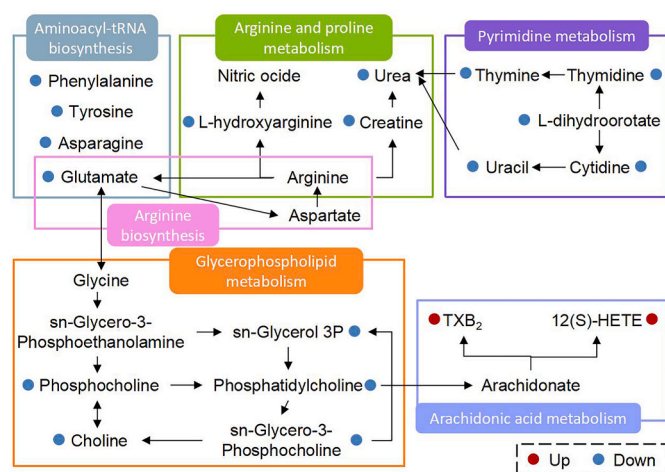 Aminoacyl-tRNA
biosynthesis
Phenylalanine
Tyrosine
Asparagine
Glutamate
Arginine and proline
metabolism
Nitric ocide
Urea
L-hydroxyarginine
Creatine
Arginine
Aspartate
Arginine
biosynthesis
Pyrimidine metabolism
Thymine
Thymidine
L-dihydroorotate
Uracil
Cytidine
Glycerophospholipid
metabolism
Glycine
sn-Glycero-3-
Phosphoethanolamine
sn-Glycerol 3P
Phosphocholine
Phosphatidylcholine
Choline
sn-Glycero-3-
Phosphocholine
TXB₂
12(S)-HETE
Arachidonate
Arachidonic acid metabolism
Up
Down